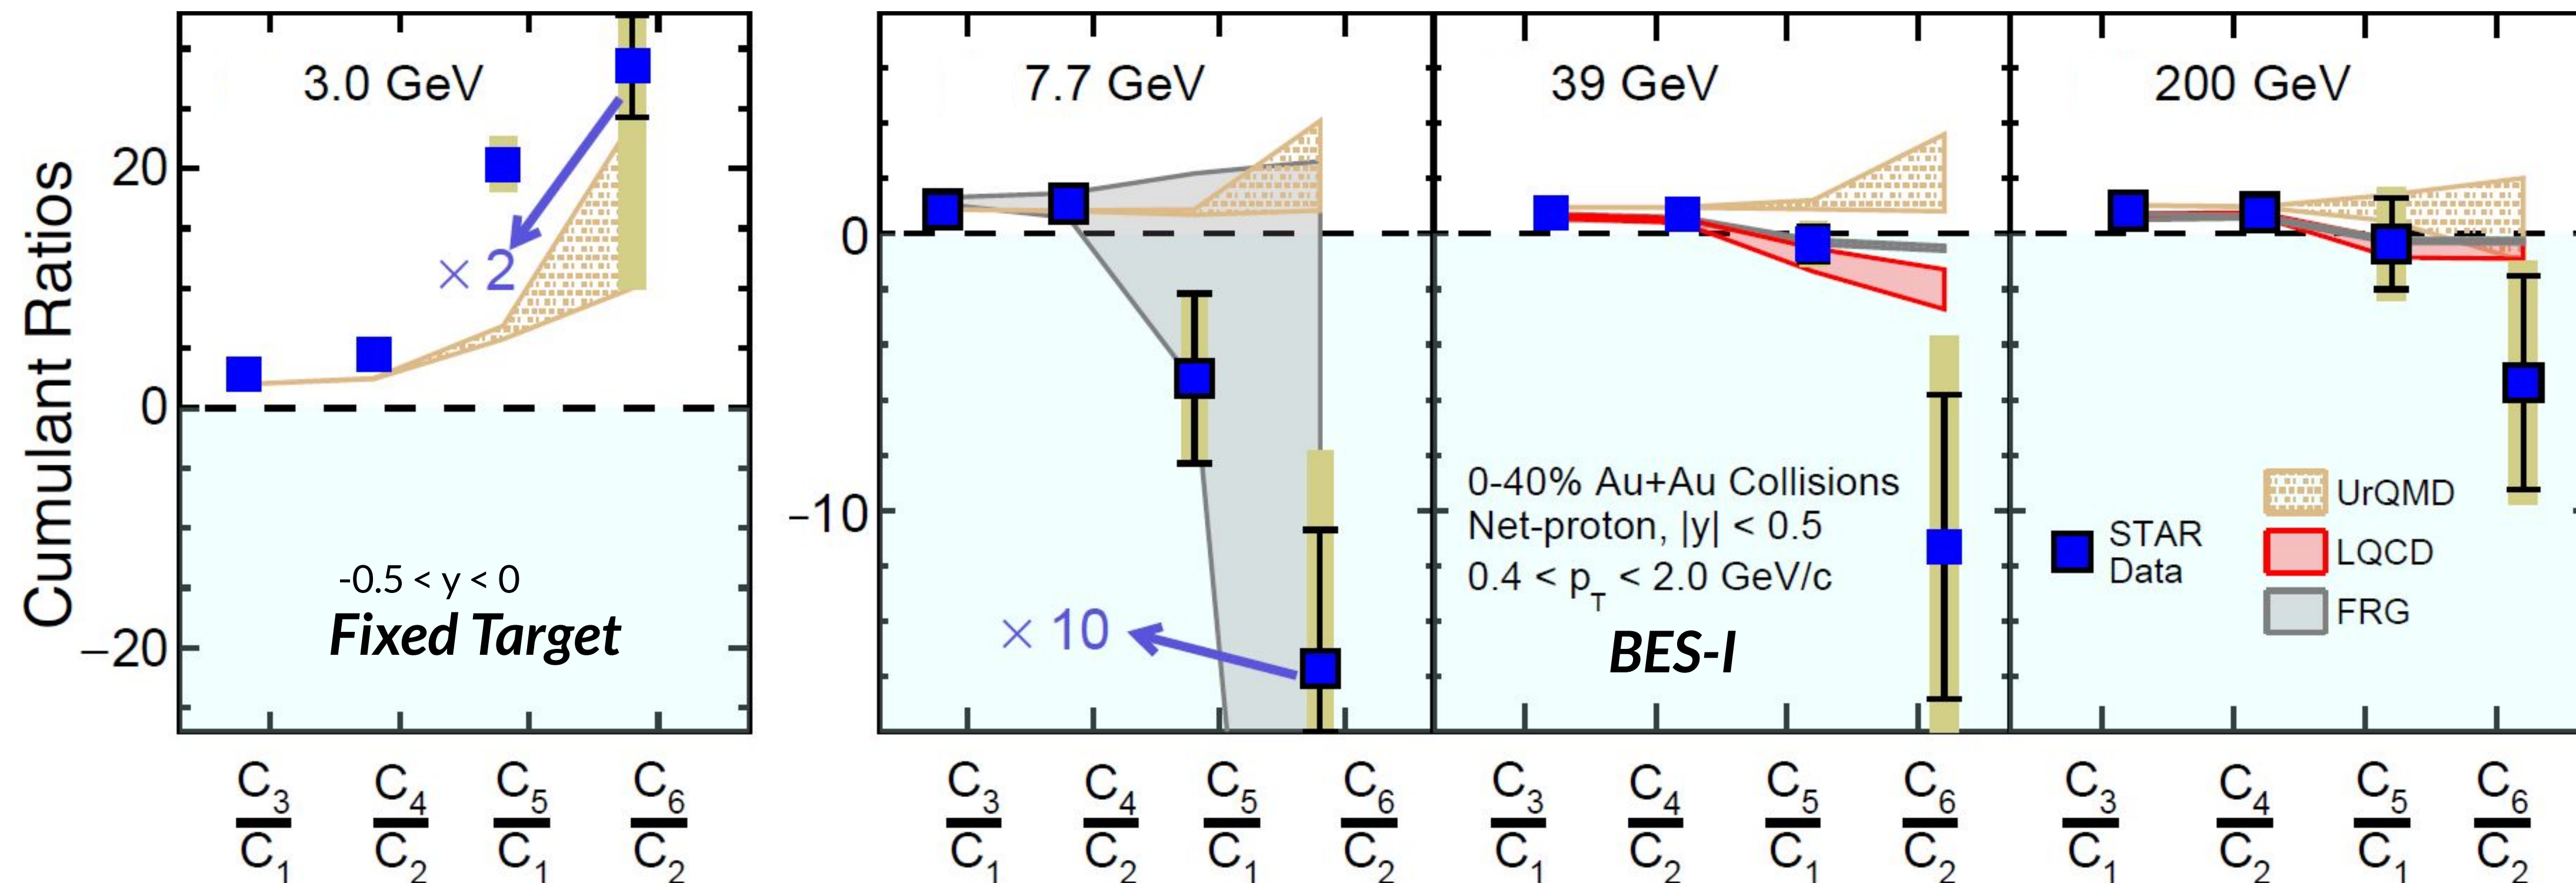 Cumulant Ratios
20
0
−20
3.0 GeV
× 2
-0.5 < y < 0
Fixed Target
0
−10
7.7 GeV
× 10
39 GeV
0-40% Au+Au Collisions
Net-proton, |y| < 0.5
0.4 < p_T < 2.0 GeV/c
BES-I
200 GeV
STAR
Data
UrQMD
LQCD
FRG
C3 C4 C5 C6 C3 C4 C5 C6 C3 C4 C5 C6 C3 C4 C5 C6
C1 C2 C1 C2 C1 C2 C1 C2 C1 C2 C1 C2 C1 C2 C1 C2